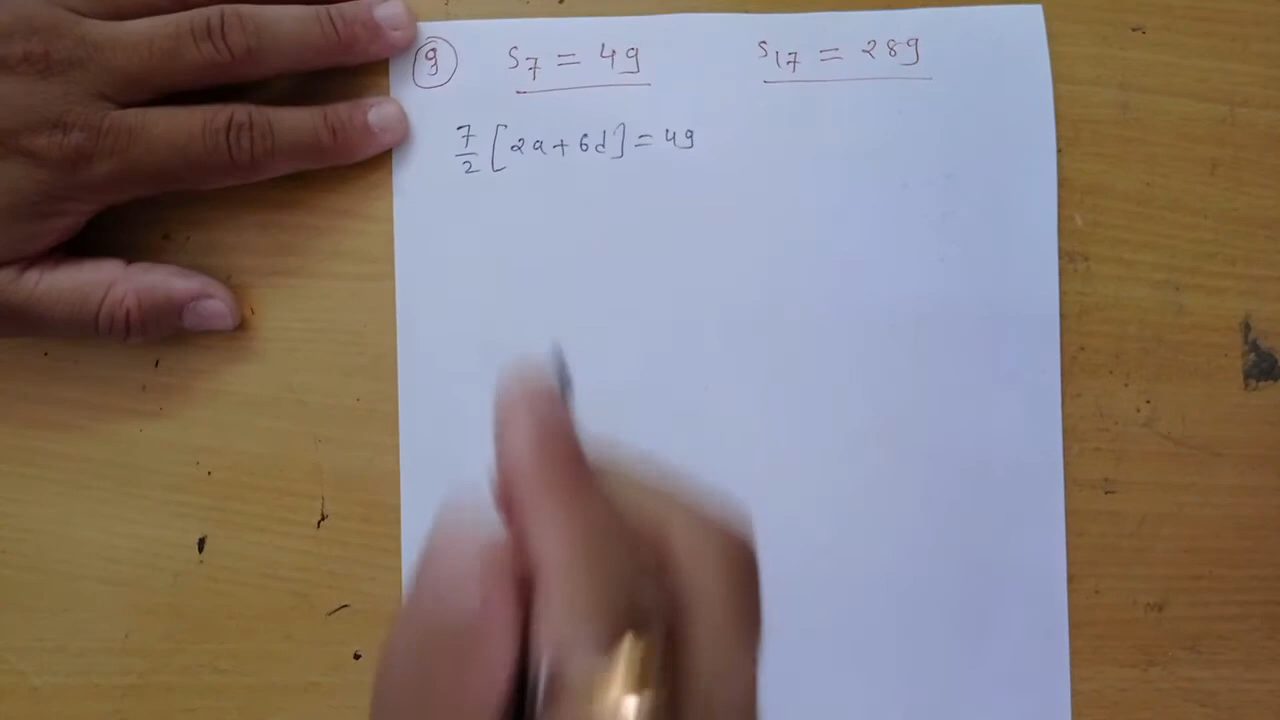 9 S₇ = 49 S₁₇ = 289
7/2 [2a + 6d] = 49